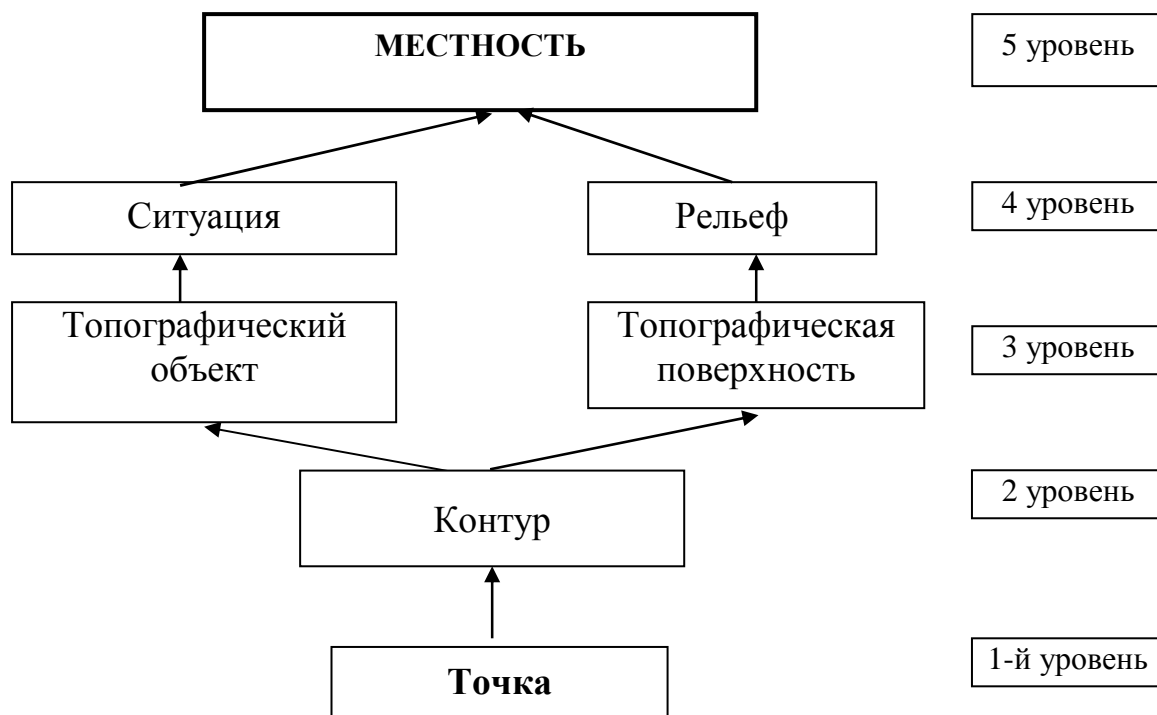 МЕСТНОСТЬ
5 уровень
Ситуация
Рельеф
4 уровень
Топографический
объект
Топографическая
поверхность
3 уровень
Контур
2 уровень
Точка
1-й уровень